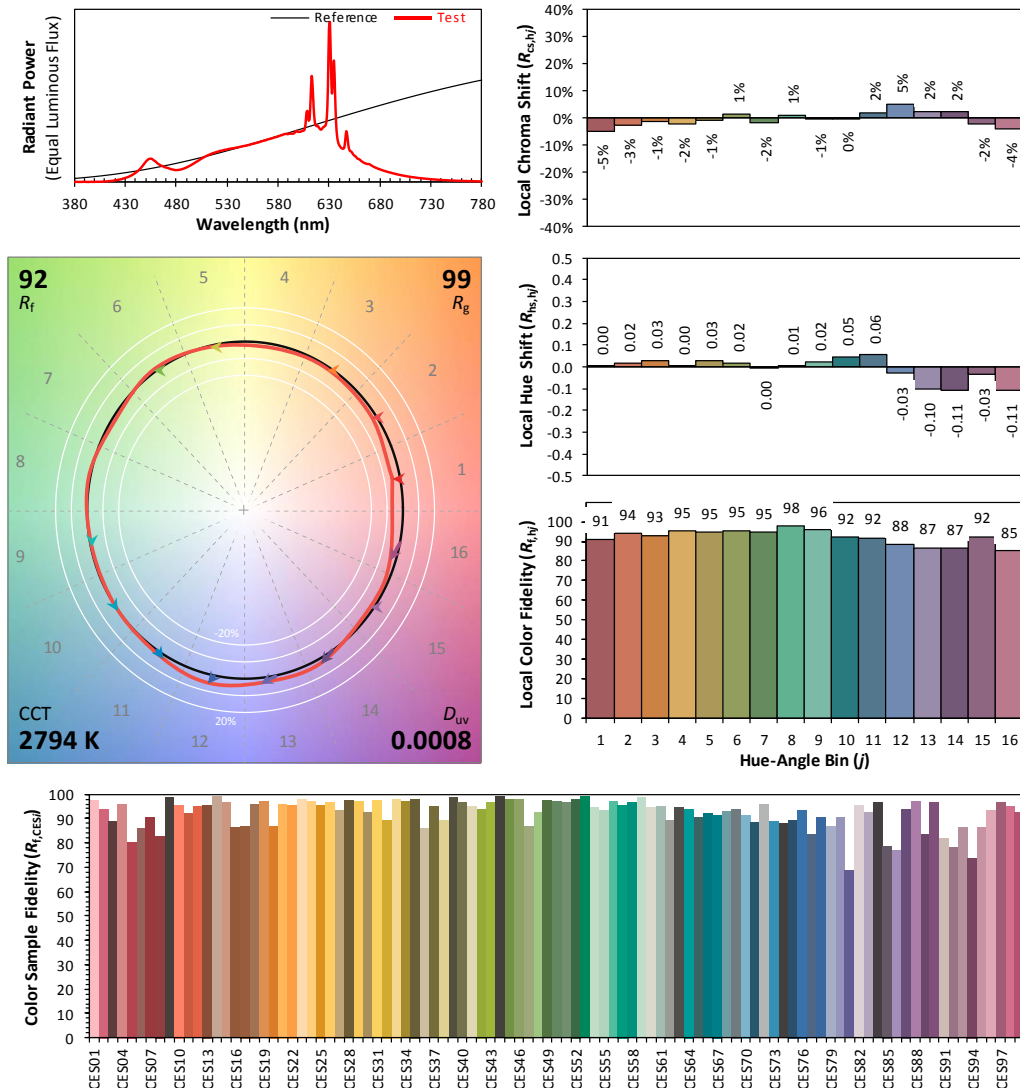 Reference Test
Radiant Power
(Equal Luminous Flux)
380 430 480 530 580 630 680 730 780
Wavelength (nm)
Local Chroma Shift (Rcs,hj)
40%
30%
20%
10%
0%
-10%
-20%
-30%
-40%
-5% -3% -1% -2% -1% 1% -2% 1% -1% 0% 2% 5% 2% 2% -2% -4%
92
Rf
99
Rg
5 4
6 3
7 2
8 1
9 16
10 15
11 14
12 13
-20%
20%
CCT
2794 K
Duv
0.0008
Local Hue Shift (Rhs,hj)
0.5
0.4
0.3
0.2
0.1
0.0
-0.1
-0.2
-0.3
-0.4
-0.5
0.00 0.02 0.03 0.00 0.03 0.02 0.00 0.01 0.02 0.05 0.06 -0.03 -0.10 -0.11 -0.03 -0.11
Local Color Fidelity (Rf,hj)
100
90
80
70
60
50
40
30
20
10
0
91 94 93 95 95 95 95 98 96 92 92 88 87 87 92 85
1 2 3 4 5 6 7 8 9 10 11 12 13 14 15 16
Hue-Angle Bin (j)
Color Sample Fidelity (Rf,CESi)
100
90
80
70
60
50
40
30
20
10
0
CES01 CES04 CES07 CES10 CES13 CES16 CES19 CES22 CES25 CES28 CES31 CES34 CES37 CES40 CES43 CES46 CES49 CES52 CES55 CES58 CES61 CES64 CES67 CES70 CES73 CES76 CES79 CES82 CES85 CES88 CES91 CES94 CES97